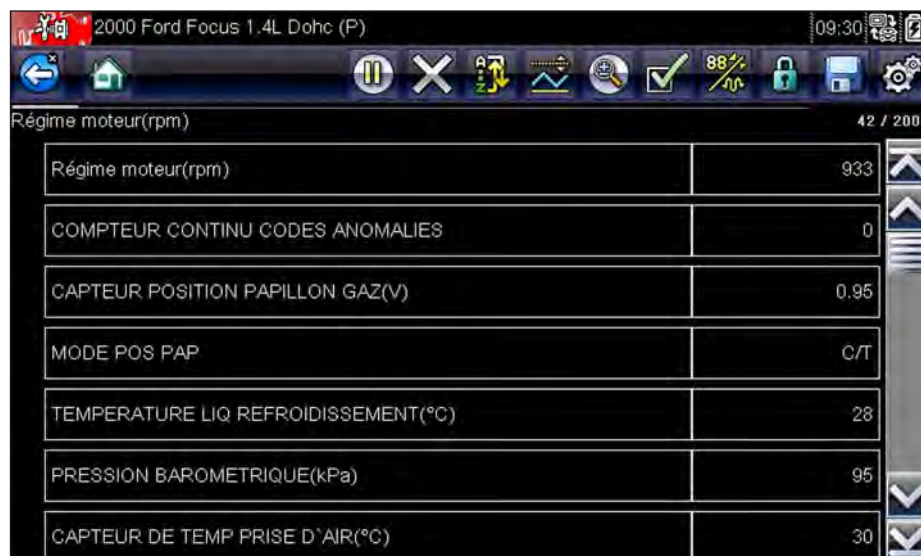 2000 Ford Focus 1.4L Dohc (P)
09:30
Régime moteur(rpm)
42 / 200
Régime moteur(rpm)
933
COMPTEUR CONTINU CODES ANOMALIES
0
CAPTEUR POSITION PAPILLON GAZ(V)
0.95
MODE POS PAP
C/T
TEMPERATURE LIQ REFROIDISSEMENT(°C)
28
PRESSION BAROMETRIQUE(kPa)
95
CAPTEUR DE TEMP PRISE D`AIR(°C)
30